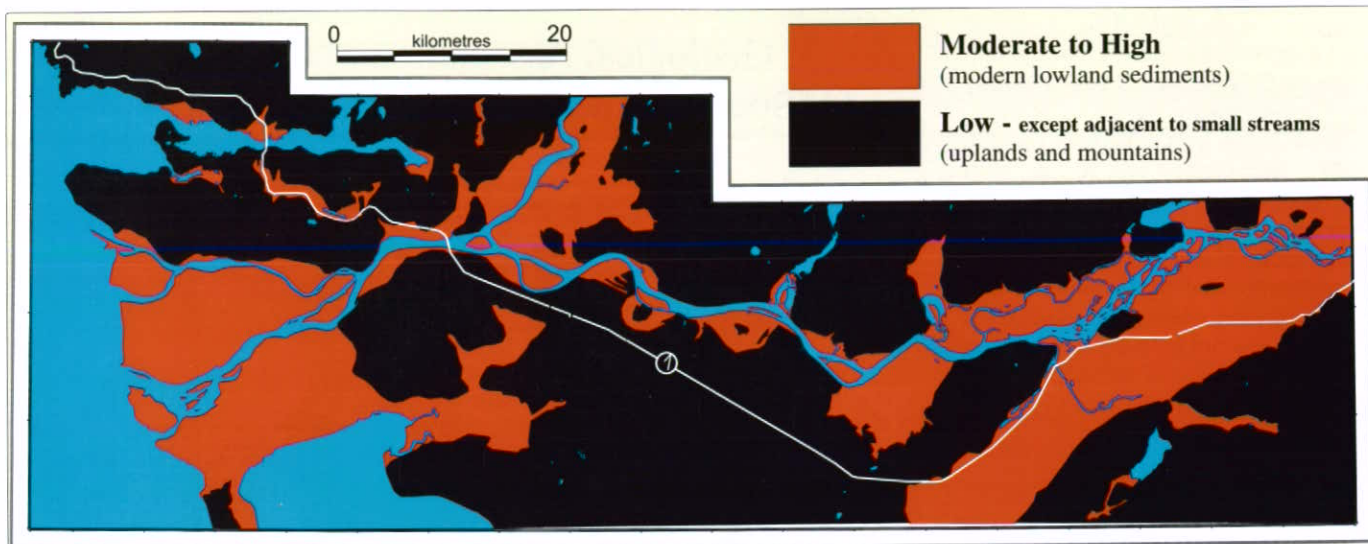 0 20
kilometres
Moderate to High
(modern lowland sediments)
Low - except adjacent to small streams
(uplands and mountains)
1